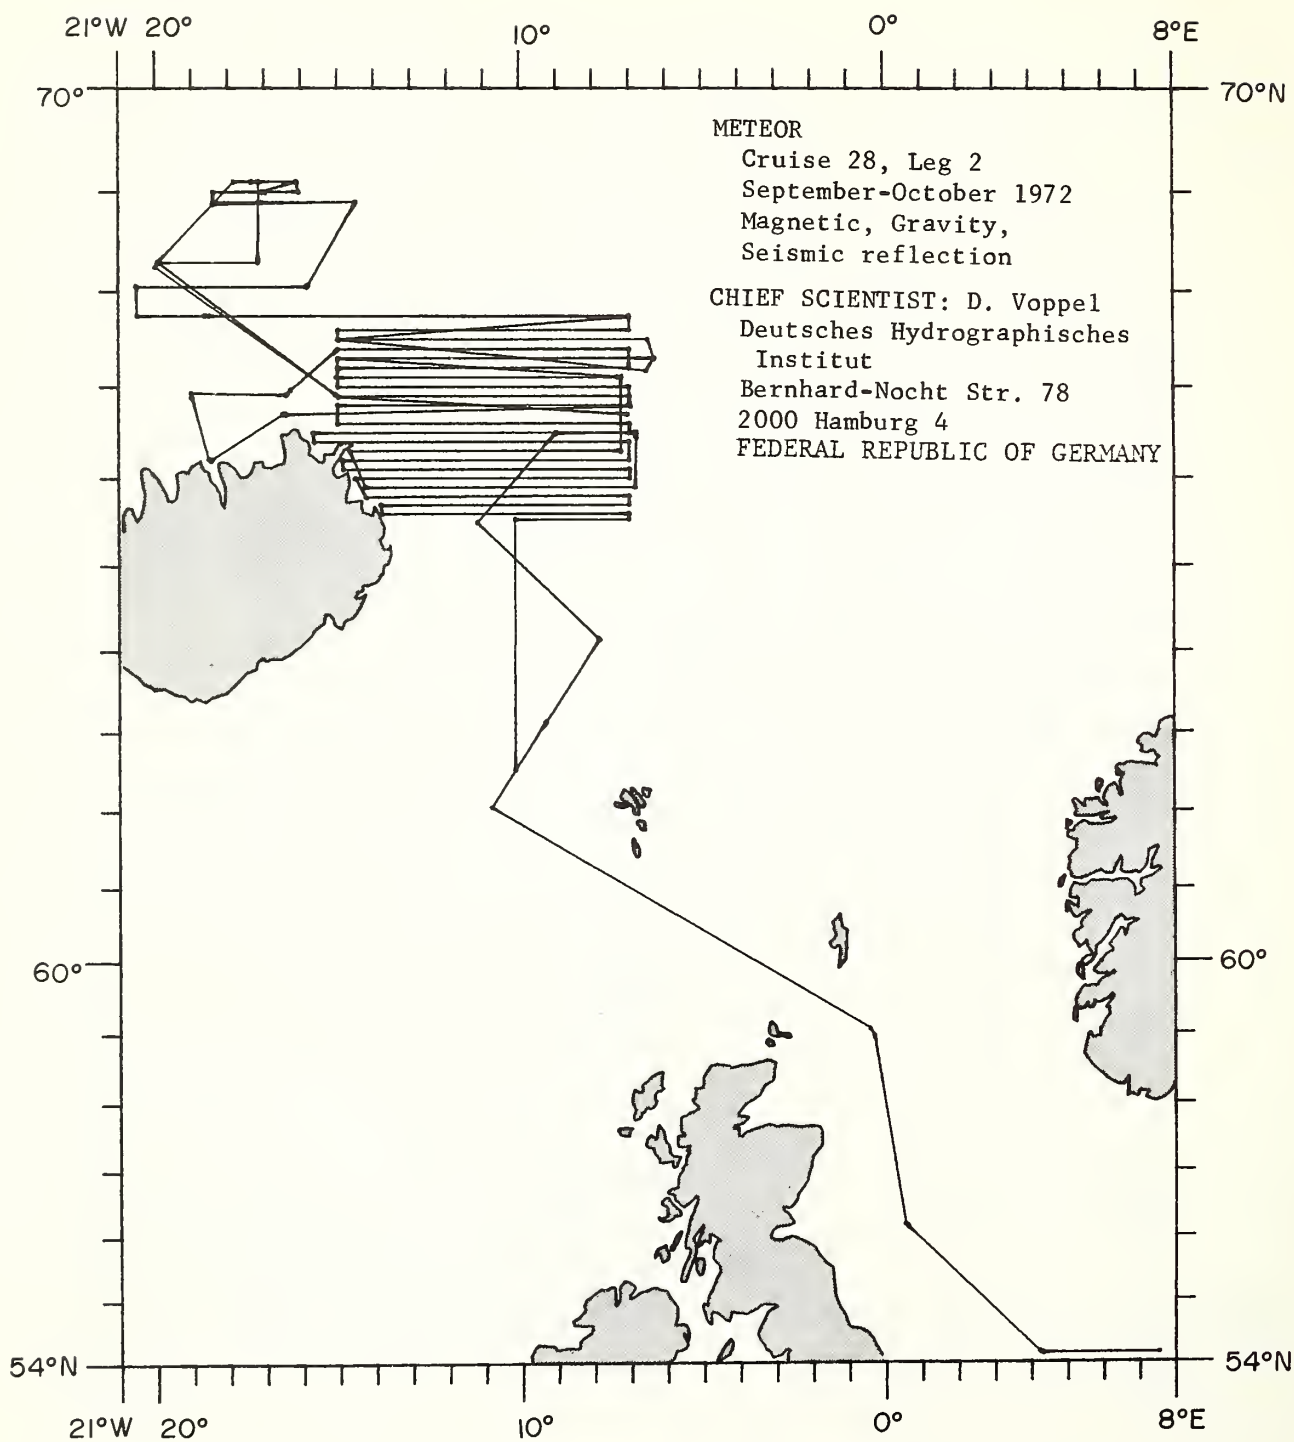 21°W 20° 10° 0° 8°E
70° 70°N
METEOR
Cruise 28, Leg 2
September-October 1972
Magnetic, Gravity,
Seismic reflection
CHIEF SCIENTIST: D. Voppel
Deutsches Hydrographisches
Institut
Bernhard-Nocht Str. 78
2000 Hamburg 4
FEDERAL REPUBLIC OF GERMANY
60° 60°
54°N 54°N
21°W 20° 10° 0° 8°E